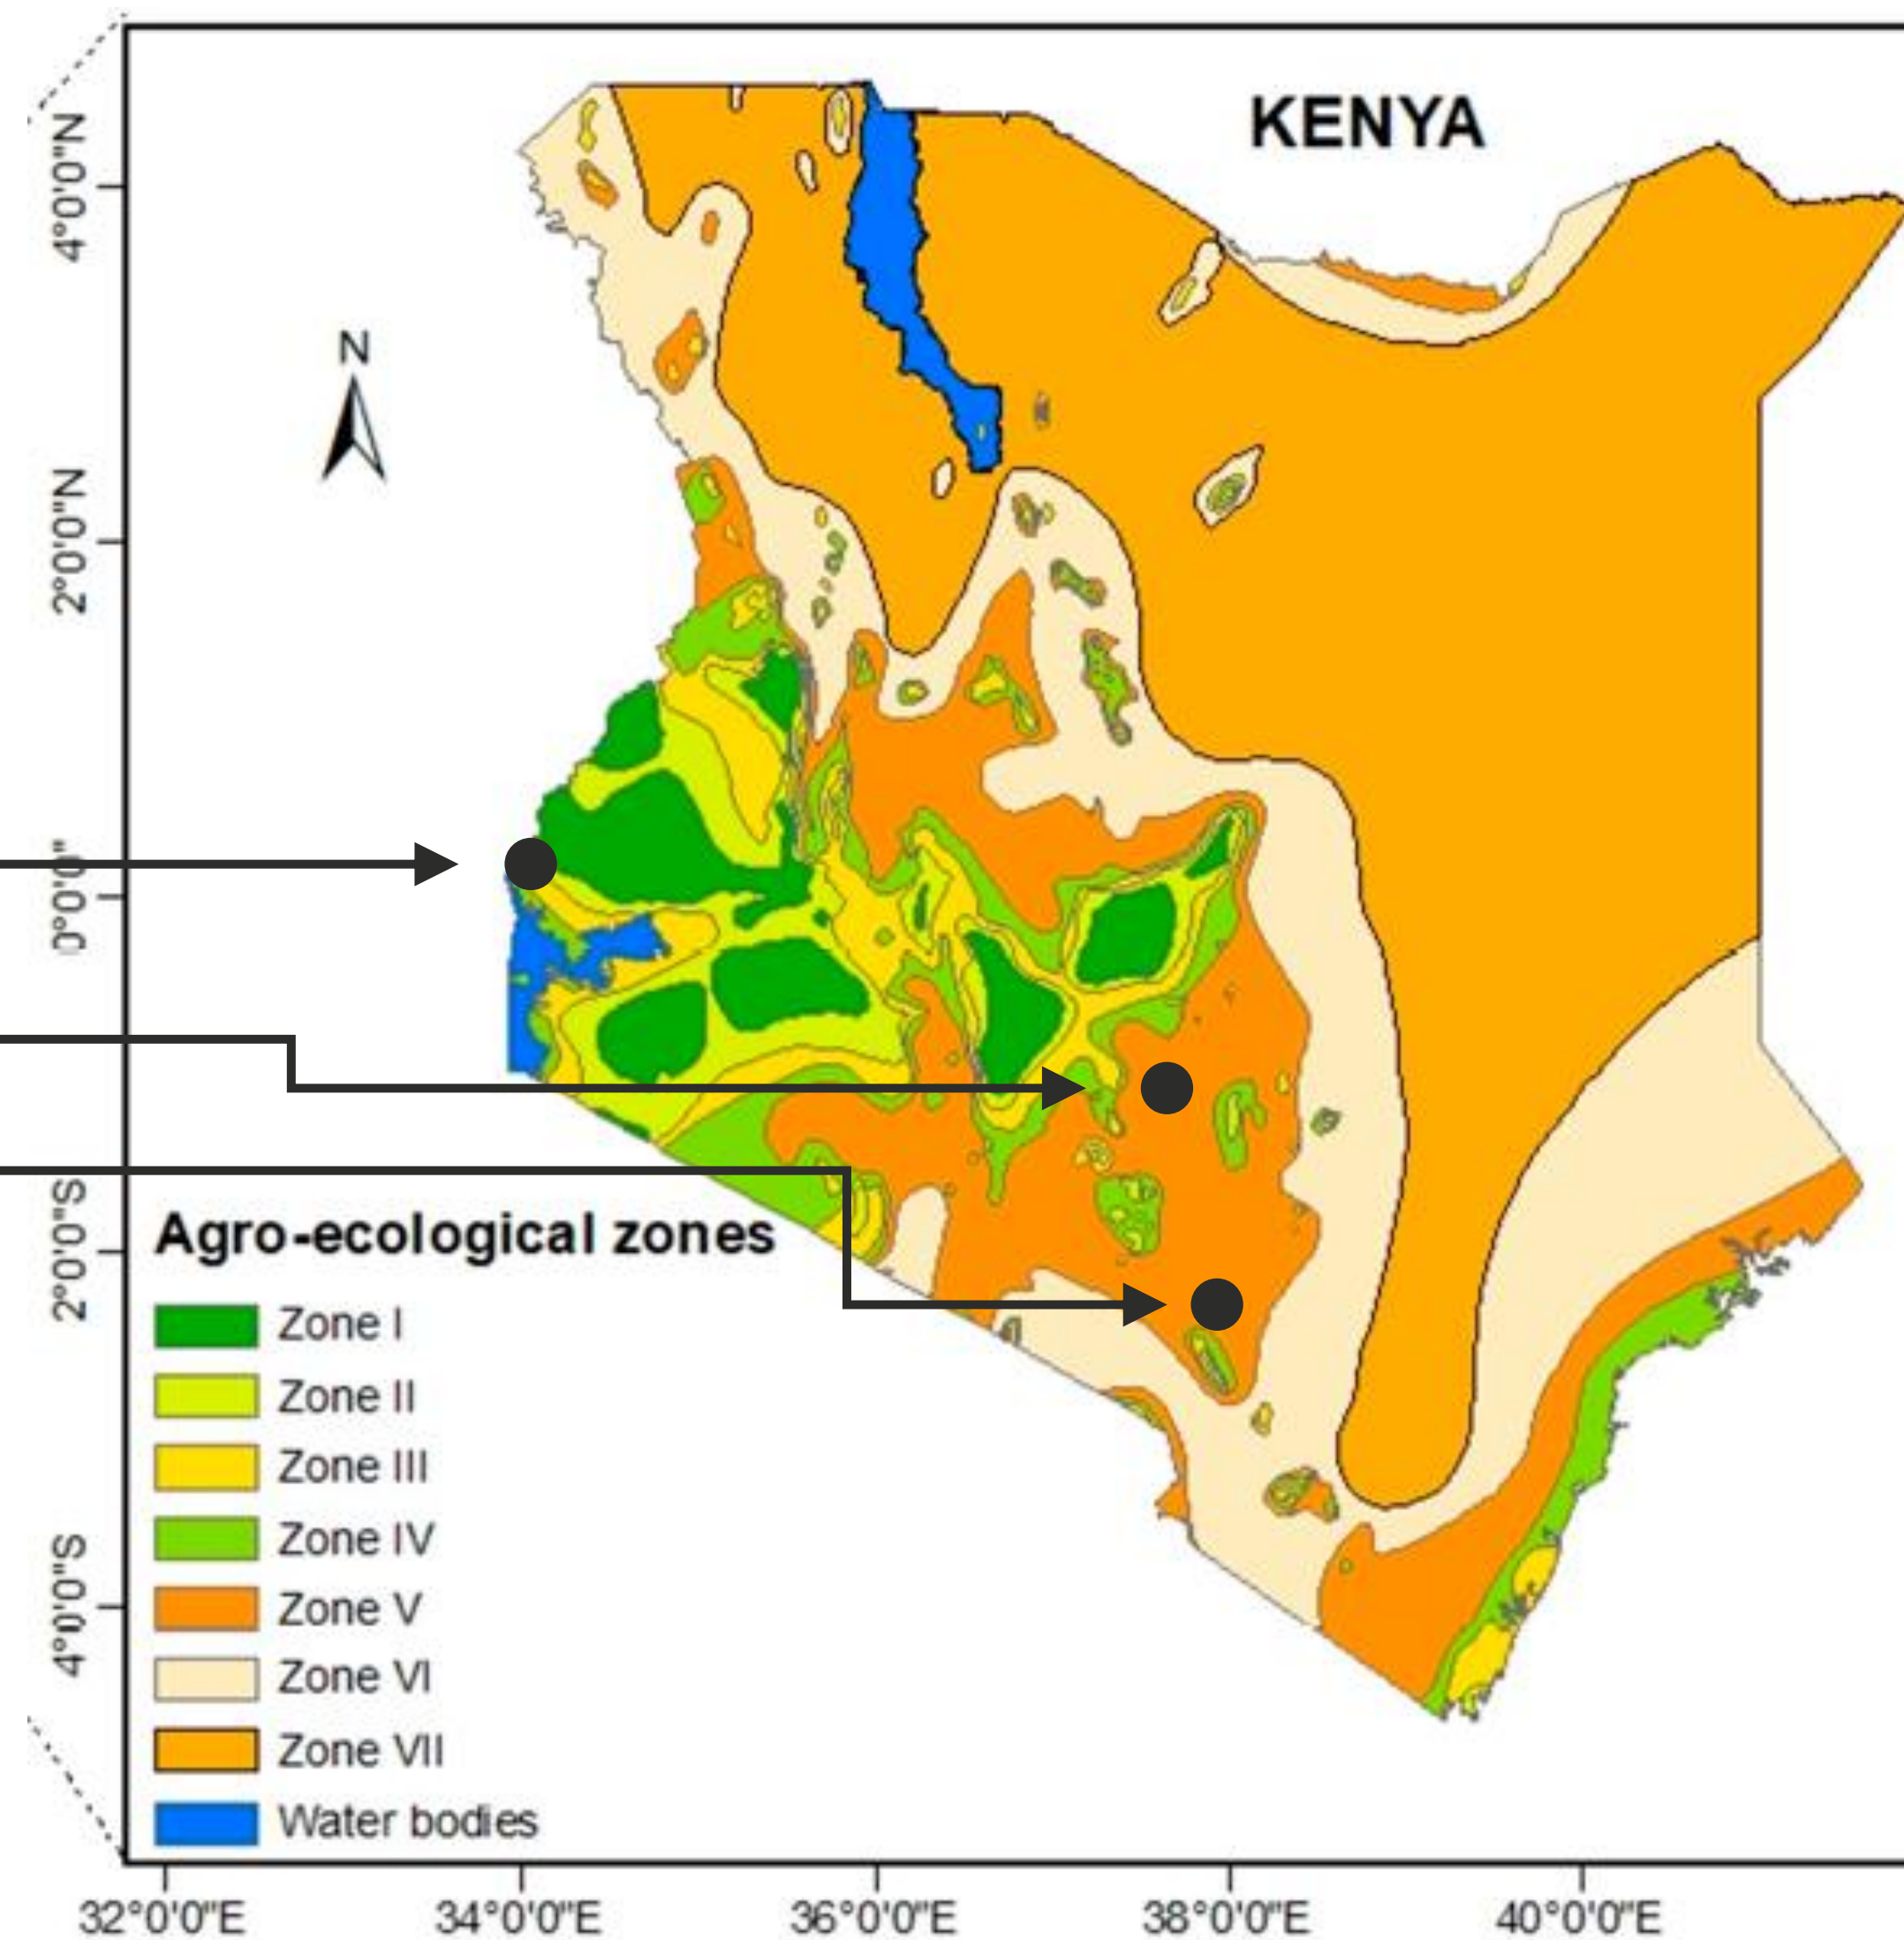 KENYA
4°0'0"N
N
2°0'0"N
0°0'0"
2°0'0"S
4°0'0"S
Agro-ecological zones
Zone I
Zone II
Zone III
Zone IV
Zone V
Zone VI
Zone VII
Water bodies
32°0'0"E
34°0'0"E
36°0'0"E
38°0'0"E
40°0'0"E